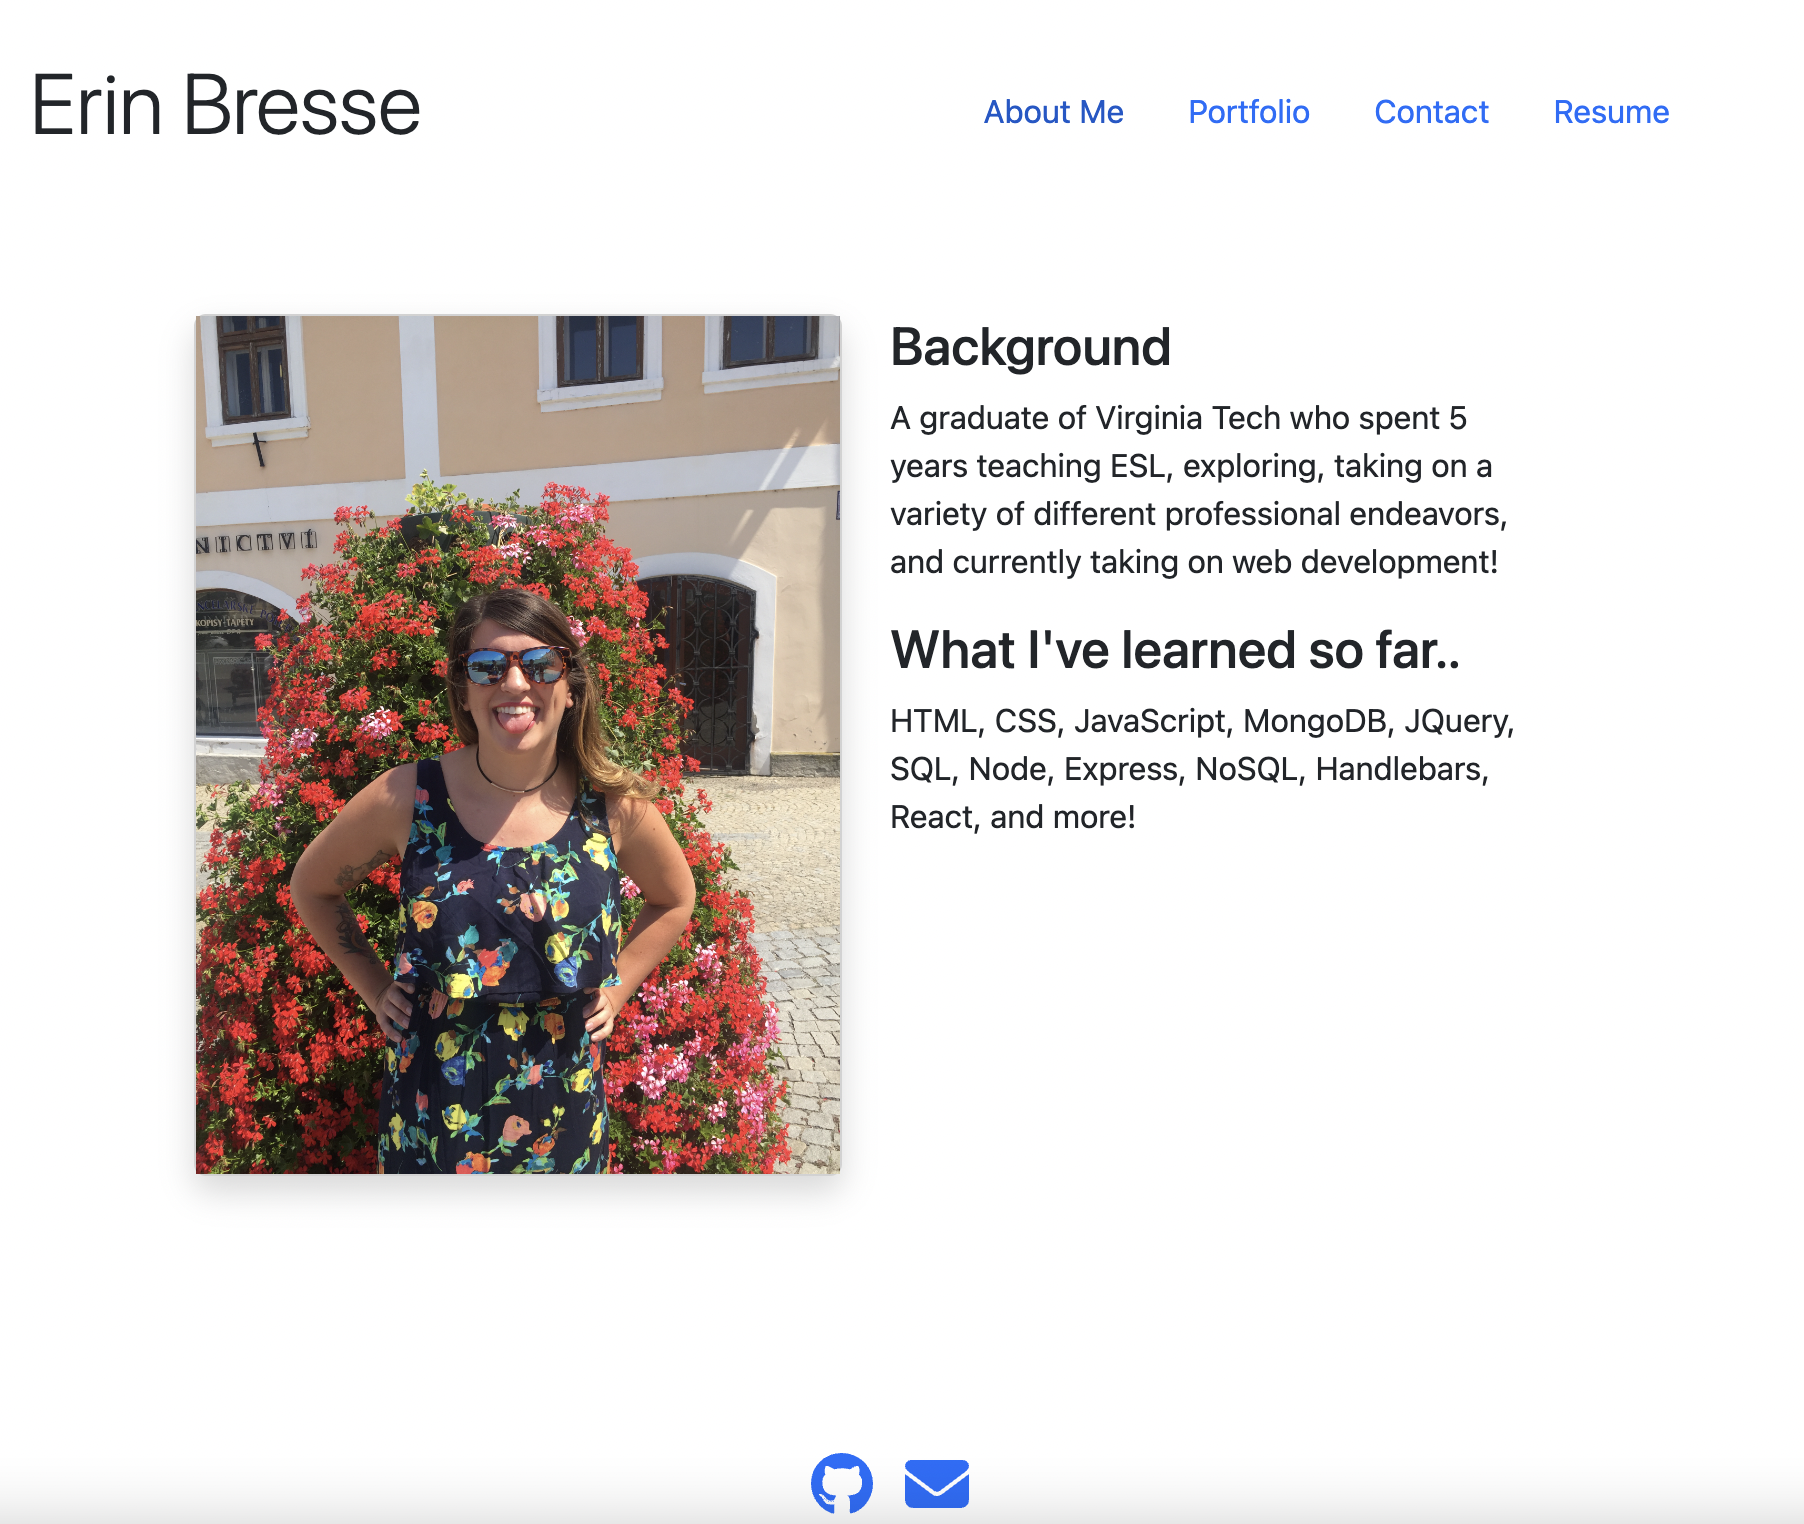 Erin Bresse
About Me Portfolio Contact Resume
Background
A graduate of Virginia Tech who spent 5
years teaching ESL, exploring, taking on a
variety of different professional endeavors,
and currently taking on web development!
What I've learned so far..
HTML, CSS, JavaScript, MongoDB, JQuery,
SQL, Node, Express, NoSQL, Handlebars,
React, and more!
NICTVÍ
KOPISY-TAPETY